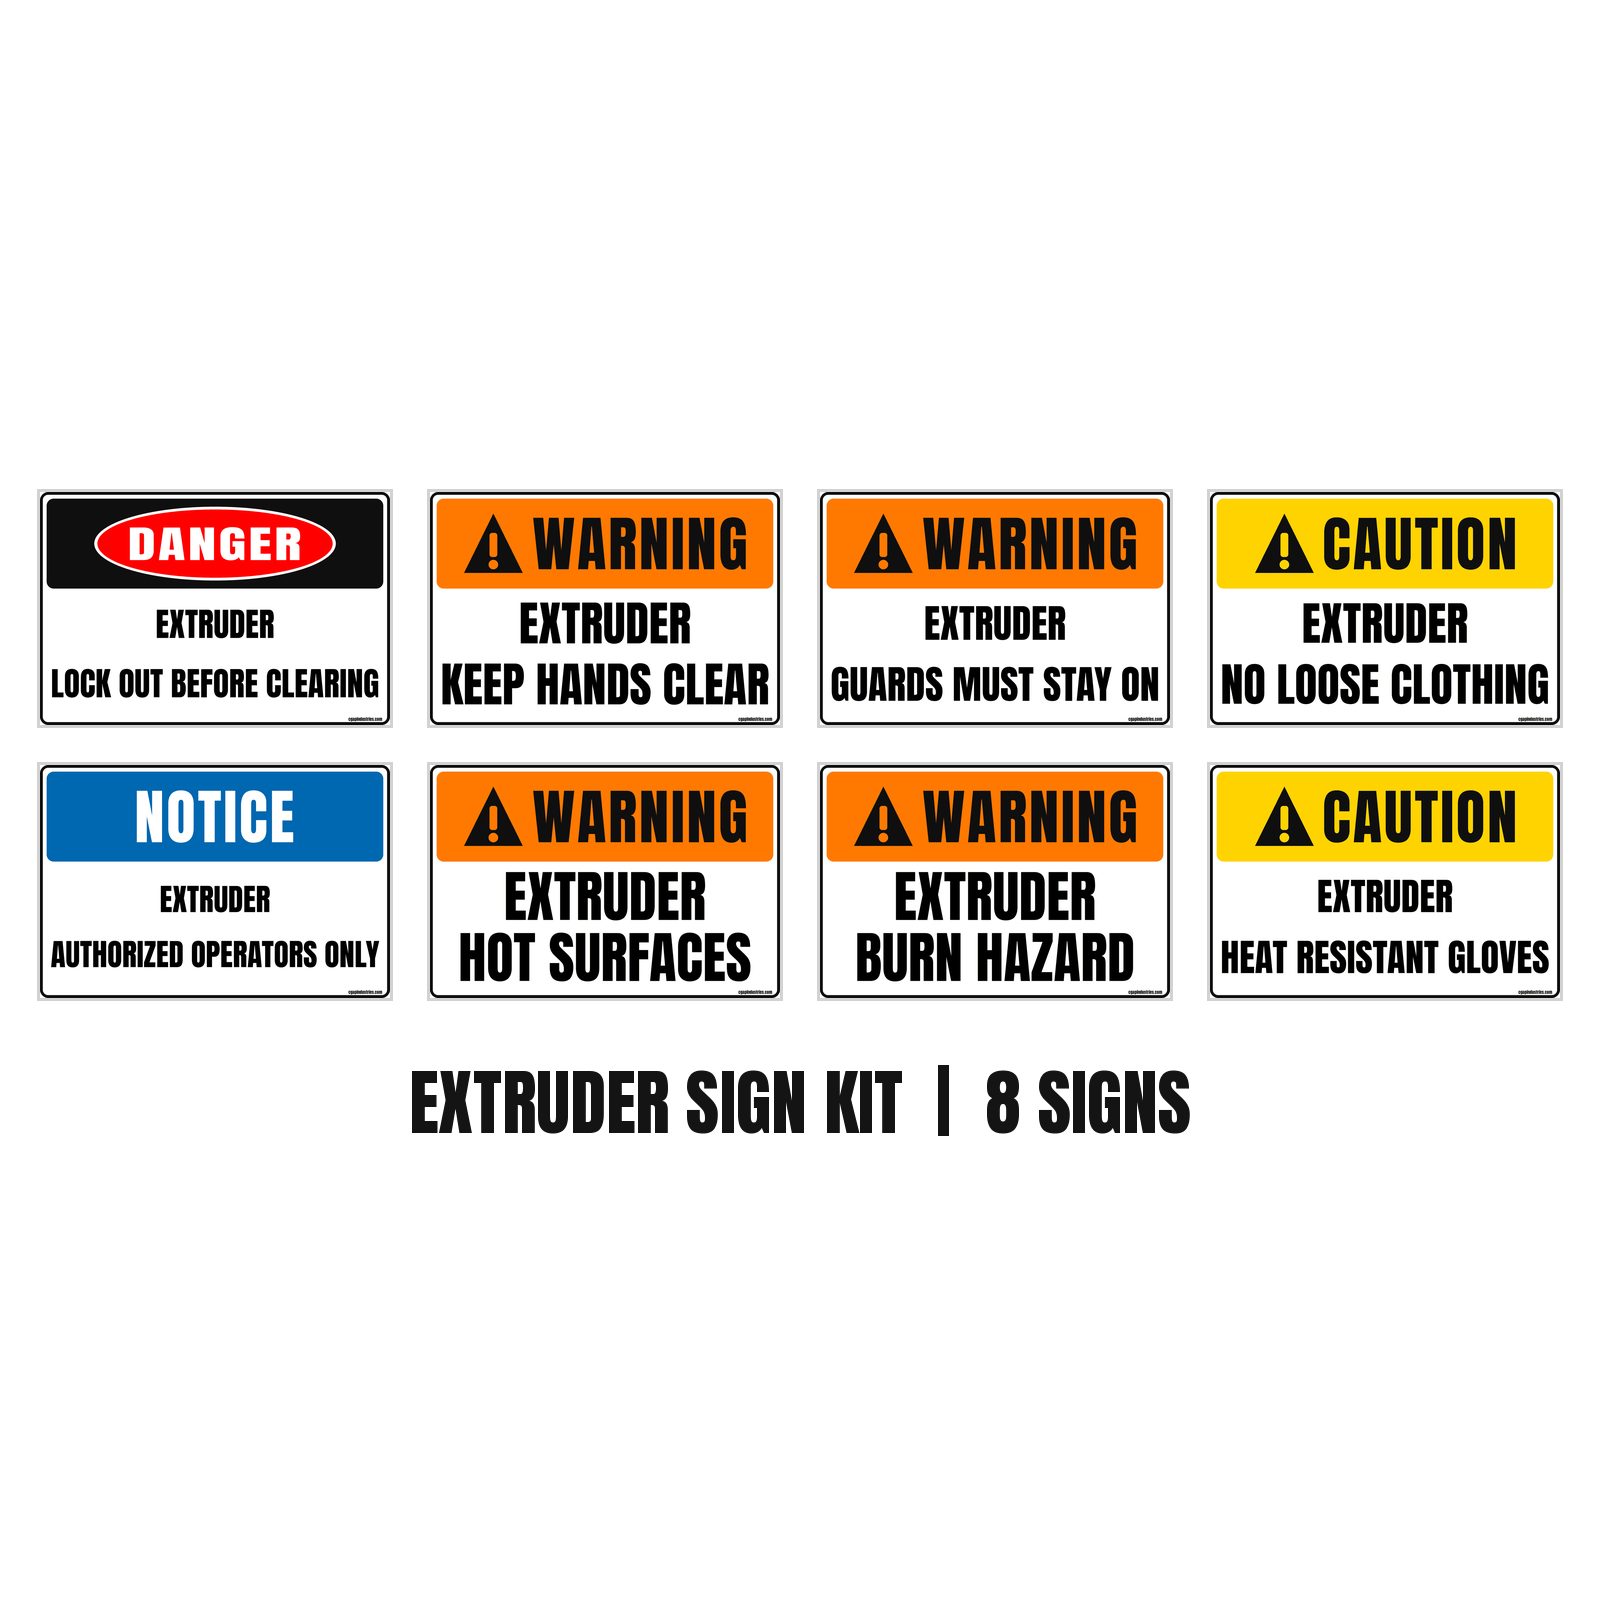 DANGER
EXTRUDER
LOCK OUT BEFORE CLEARING
WARNING
EXTRUDER
KEEP HANDS CLEAR
WARNING
EXTRUDER
GUARDS MUST STAY ON
CAUTION
EXTRUDER
NO LOOSE CLOTHING
NOTICE
EXTRUDER
AUTHORIZED OPERATORS ONLY
WARNING
EXTRUDER
HOT SURFACES
WARNING
EXTRUDER
BURN HAZARD
CAUTION
EXTRUDER
HEAT RESISTANT GLOVES
EXTRUDER SIGN KIT | 8 SIGNS